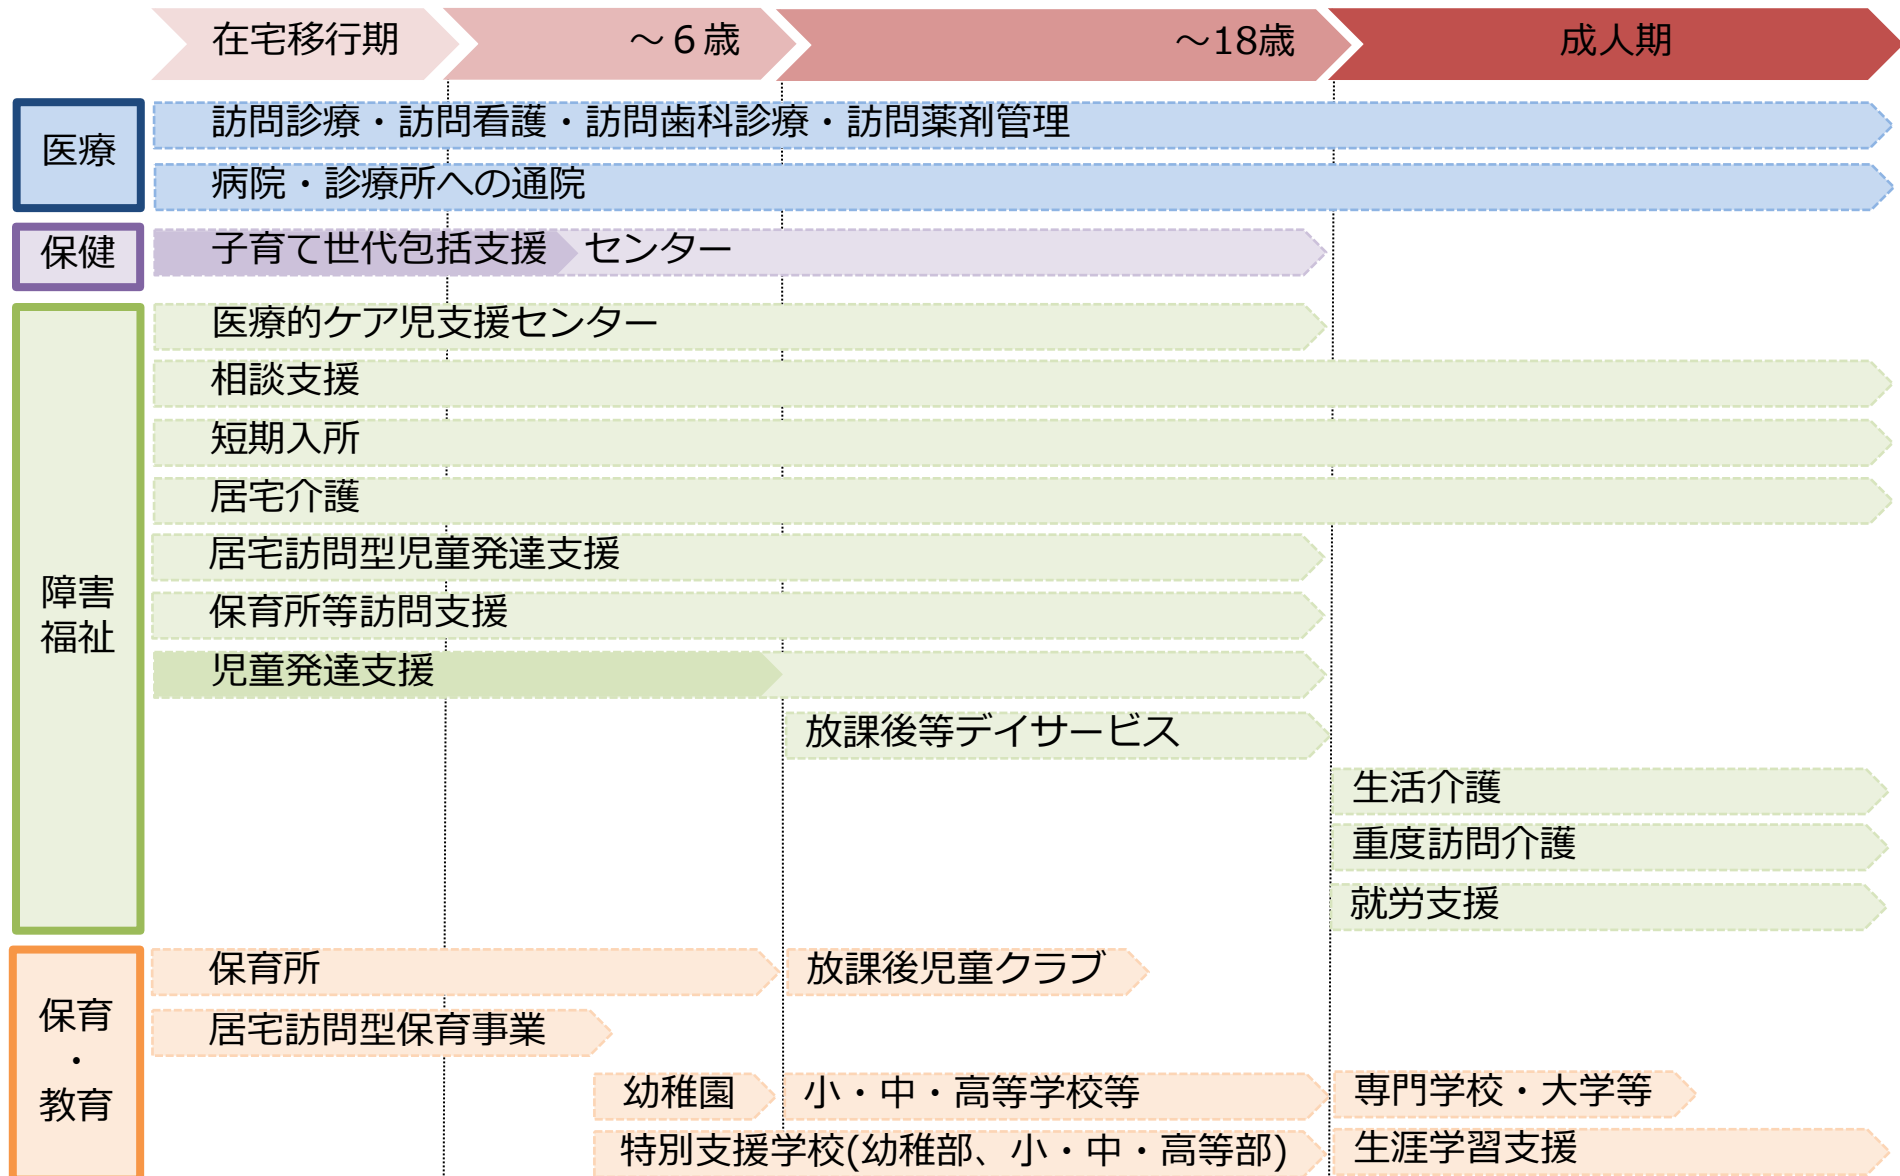 在宅移行期
～６歳
～18歳
成人期
医療
訪問診療・訪問看護・訪問歯科診療・訪問薬剤管理
病院・診療所への通院
保健
子育て世代包括支援センター
障害
福祉
医療的ケア児支援センター
相談支援
短期入所
居宅介護
居宅訪問型児童発達支援
保育所等訪問支援
児童発達支援
放課後等デイサービス
生活介護
重度訪問介護
就労支援
保育
・
教育
保育所
放課後児童クラブ
居宅訪問型保育事業
幼稚園
小・中・高等学校等
専門学校・大学等
特別支援学校(幼稚部、小・中・高等部)
生涯学習支援